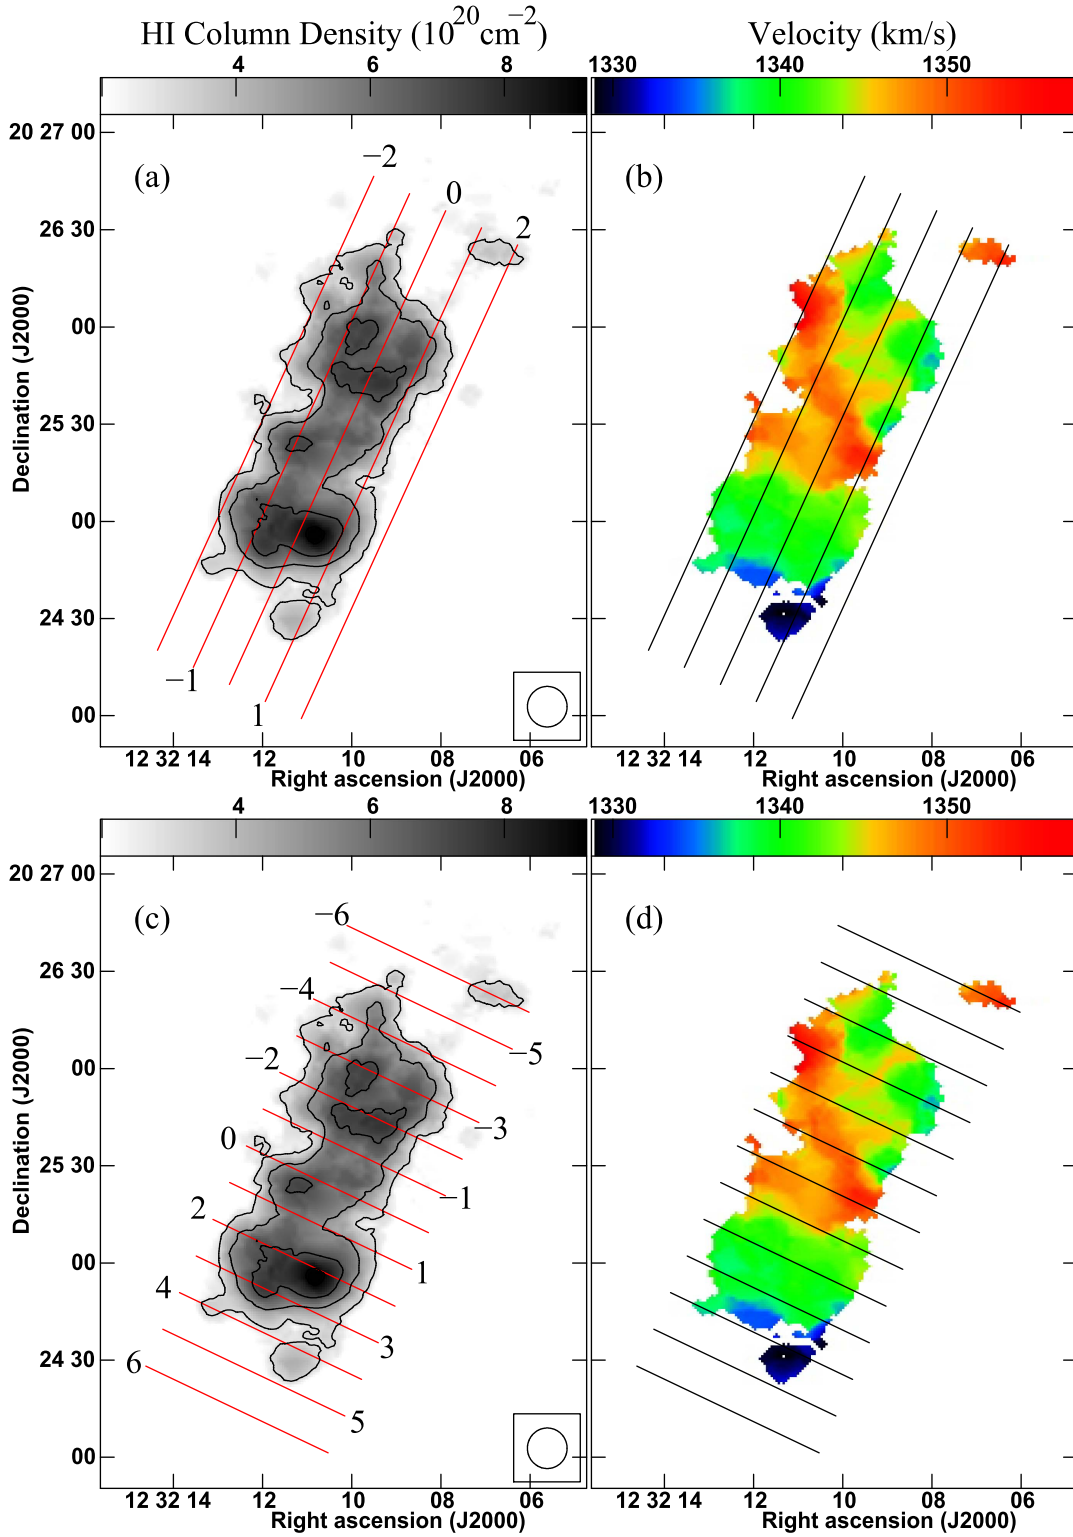 HI Column Density (10^20 cm^−2) Velocity (km/s)
4 6 8 1330 1340 1350
20 27 00
(a) −2 0 2 (b)
26 30
00
25 30
00
24 30
00
−1 1
Declination (J2000)
12 32 14 12 10 08 06 12 32 14 12 10 08 06
Right ascension (J2000) Right ascension (J2000)
4 6 8 1330 1340 1350
20 27 00
(c) −6 (d)
26 30
−4 −5
00
−2 −3
25 30
0 −1
2 1
00
4 3
24 30
6 5
00
Declination (J2000)
12 32 14 12 10 08 06 12 32 14 12 10 08 06
Right ascension (J2000) Right ascension (J2000)